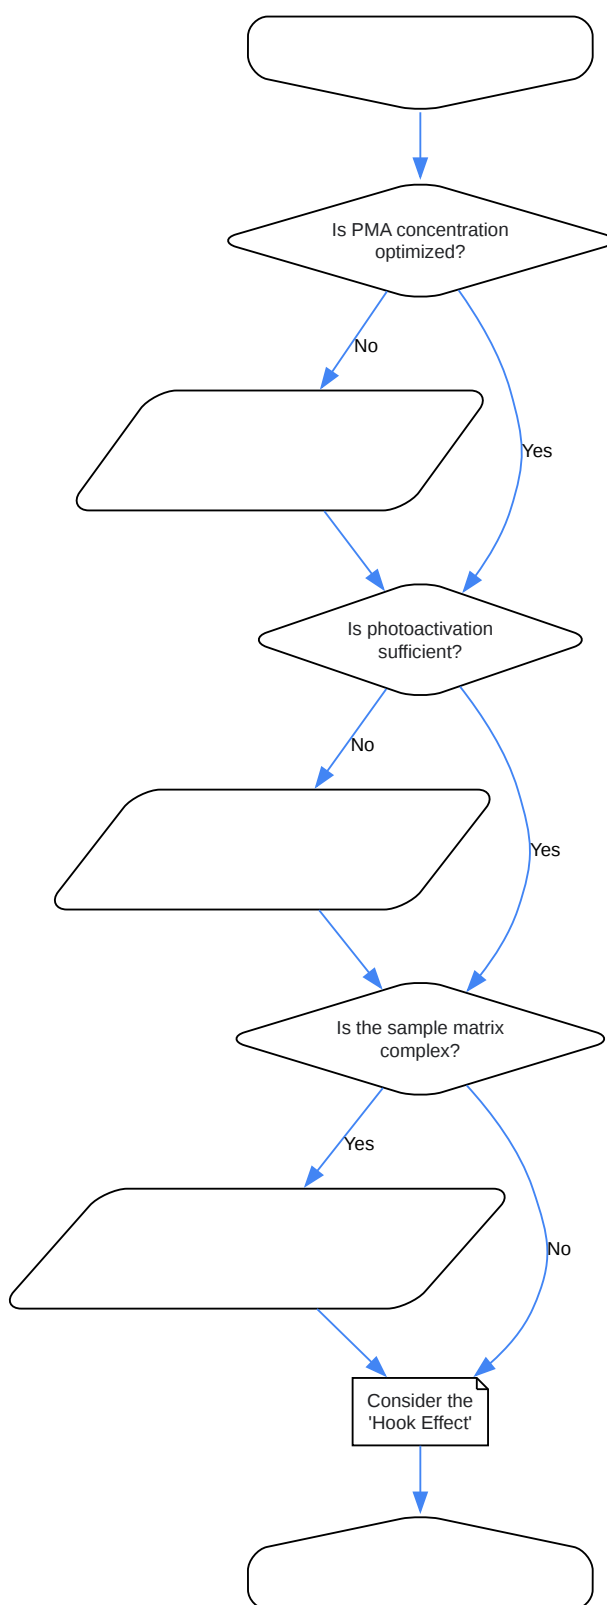 Is PMA concentration
optimized?
No
Yes
Is photoactivation
sufficient?
No
Yes
Is the sample matrix
complex?
Yes
No
Consider the
'Hook Effect'